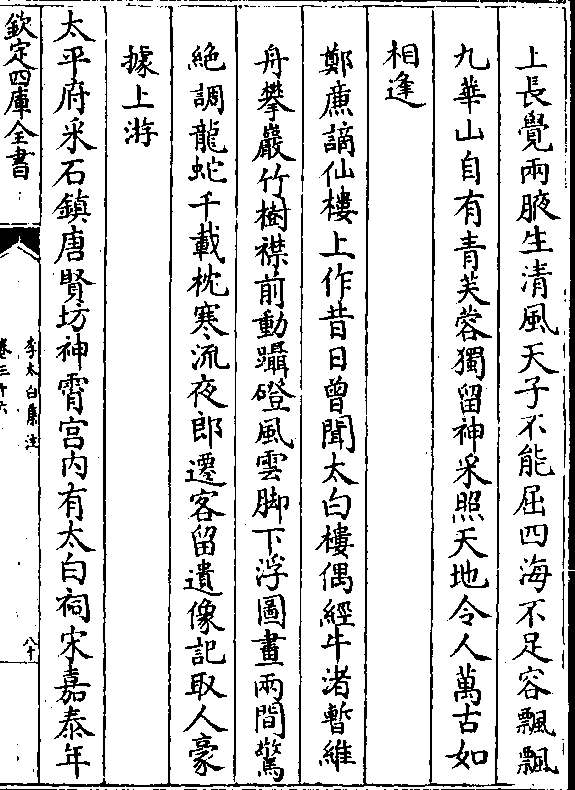 上長覺兩腋生清風天子不能屈四海不足容飄飄
九華山自有青芙蓉獨留神采照天地令人萬古如
相逢
鄭廌謫仙樓上作昔日曾聞太白樓偶經牛渚暫維
舟攀巖竹樹襟前動躡磴風雲脚下浮圖畫兩間驚
絶調龍蛇千載枕寒流夜郎遷客留遺像記取人豪
據上游
太平府采石鎮唐賢坊神霄宫内有太白祠宋嘉泰年
欽定四庫全書
李太白集注
卷三十六
八十